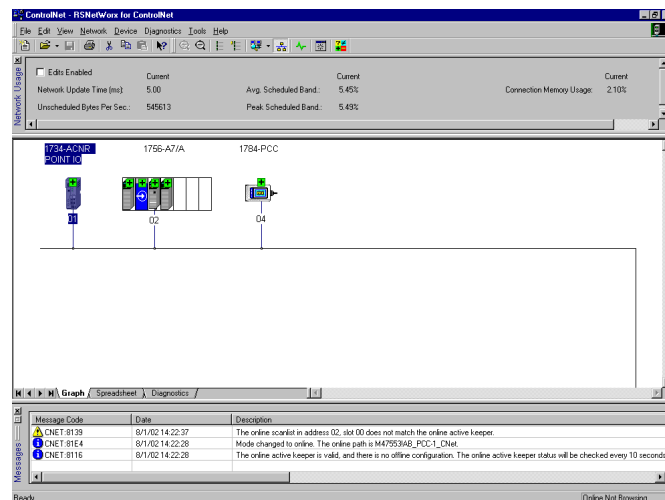 ControlNet - RSNetWorx for ControlNet
File Edit View Network Device Diagnostics Tools Help
Network Usage
Edits Enabled
Current
Current
Current
Network Update Time (ms):
5.00
Avg. Scheduled Band.:
5.45%
Connection Memory Usage:
2.10%
Unscheduled Bytes Per Sec.:
545613
Peak Scheduled Band.:
5.49%
1734-ACNR
POINT IO
1756-A7/A
1784-PCC
01
02
04
Graph Spreadsheet Diagnostics
Messages
Message Code Date Description
CNET:8139 8/1/02 14:22:37 The online scanlist in address 02, slot 00 does not match the online active keeper.
CNET:81E4 8/1/02 14:22:28 Mode changed to online. The online path is M47553!AB_PCC-1_CNet.
CNET:8116 8/1/02 14:22:28 The online active keeper is valid, and there is no offline configuration. The online active keeper status will be checked every 10 seconds
Ready
Online Not Browsing